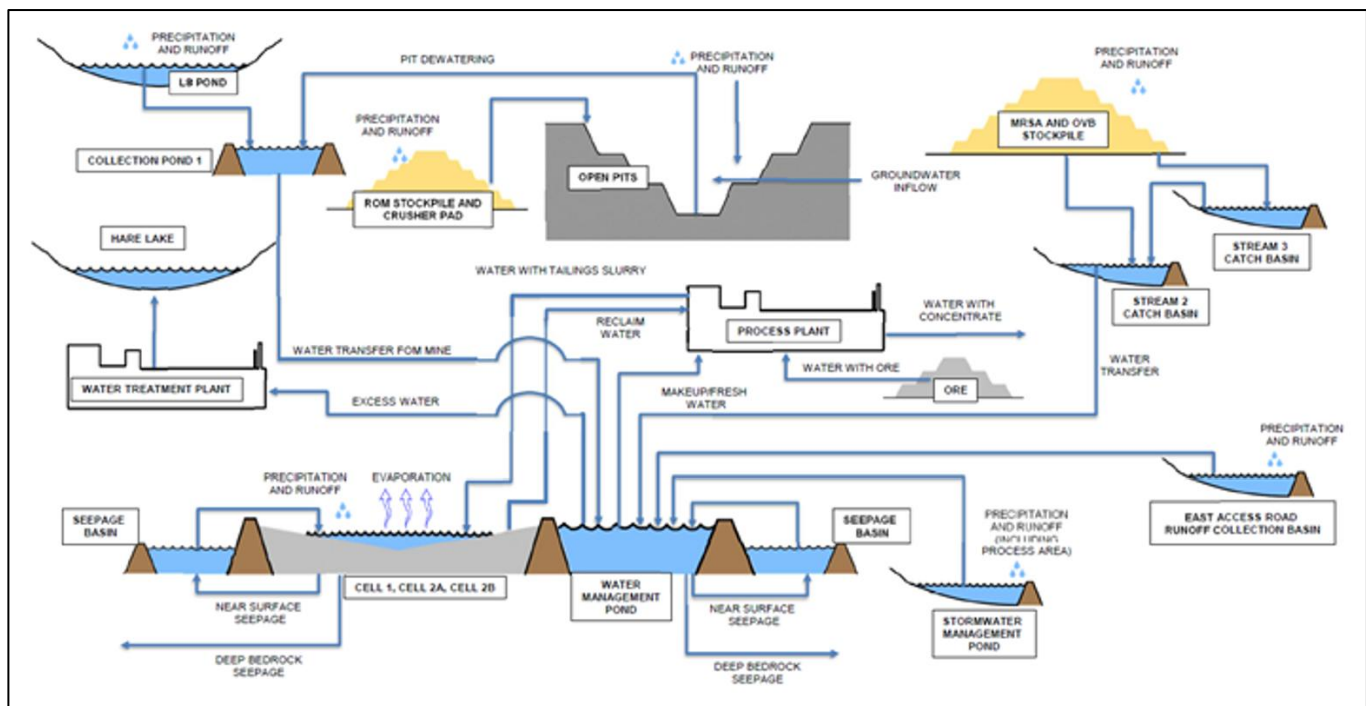 PRECIPITATION
AND RUNOFF
LB POND
PIT DEWATERING
PRECIPITATION
AND RUNOFF
PRECIPITATION
AND RUNOFF
MRSA AND OVB
STOCKPILE
PRECIPITATION
AND RUNOFF
COLLECTION POND 1
OPEN PITS
GROUNDWATER
INFLOW
ROM STOCKPILE AND
CRUSHER PAD
STREAM 3
CATCH BASIN
HARE LAKE
STREAM 2
CATCH BASIN
WATER WITH TAILINGS SLURRY
RECLAIM
WATER
PROCESS PLANT
WATER WITH
CONCENTRATE
WATER TRANSFER FOM MINE
WATER
TRANSFER
WATER WITH ORE
ORE
WATER TREATMENT PLANT
EXCESS WATER
MAKEUP/FRESH
WATER
PRECIPITATION
AND RUNOFF
PRECIPITATION
AND RUNOFF
EVAPORATION
SEEPAGE
BASIN
SEEPAGE
BASIN
EAST ACCESS ROAD
RUNOFF COLLECTION BASIN
PRECIPITATION
AND RUNOFF
(INCLUDING
PROCESS AREA)
CELL 1, CELL 2A, CELL 2B
WATER
MANAGEMENT
POND
NEAR SURFACE
SEEPAGE
NEAR SURFACE
SEEPAGE
STORMWATER
MANAGEMENT
POND
DEEP BEDROCK
SEEPAGE
DEEP BEDROCK
SEEPAGE